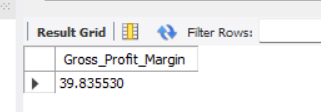 Result Grid Filter Rows:
Gross_Profit_Margin
39.835530